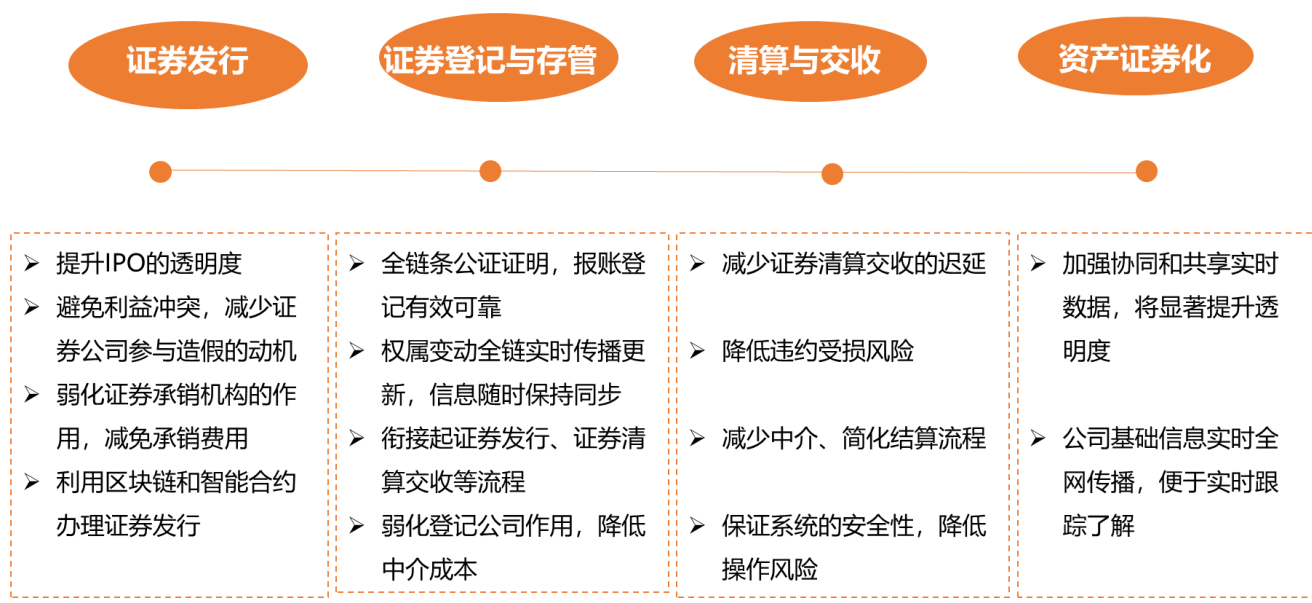 证券发行
证券登记与存管
清算与交收
资产证券化
➢ 提升IPO的透明度
➢ 避免利益冲突，减少证
券公司参与造假的动机
➢ 弱化证券承销机构的作
用，减免承销费用
➢ 利用区块链和智能合约
办理证券发行
➢ 全链条公证证明，报账登
记有效可靠
➢ 权属变动全链实时传播更
新，信息随时保持同步
➢ 衔接起证券发行、证券清
算交收等流程
➢ 弱化登记公司作用，降低
中介成本
➢ 减少证券清算交收的迟延
➢ 降低违约受损风险
➢ 减少中介、简化结算流程
➢ 保证系统的安全性，降低
操作风险
➢ 加强协同和共享实时
数据，将显著提升透
明度
➢ 公司基础信息实时全
网传播，便于实时跟
踪了解